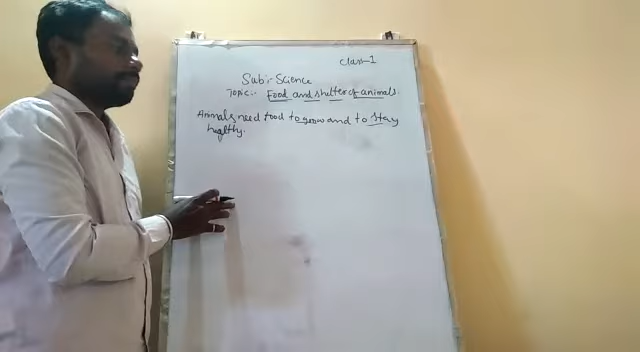 Class-1
Sub:- Science
Topic:- Food and shelter of animals.
Animals need food to grow and to stay
healthy.